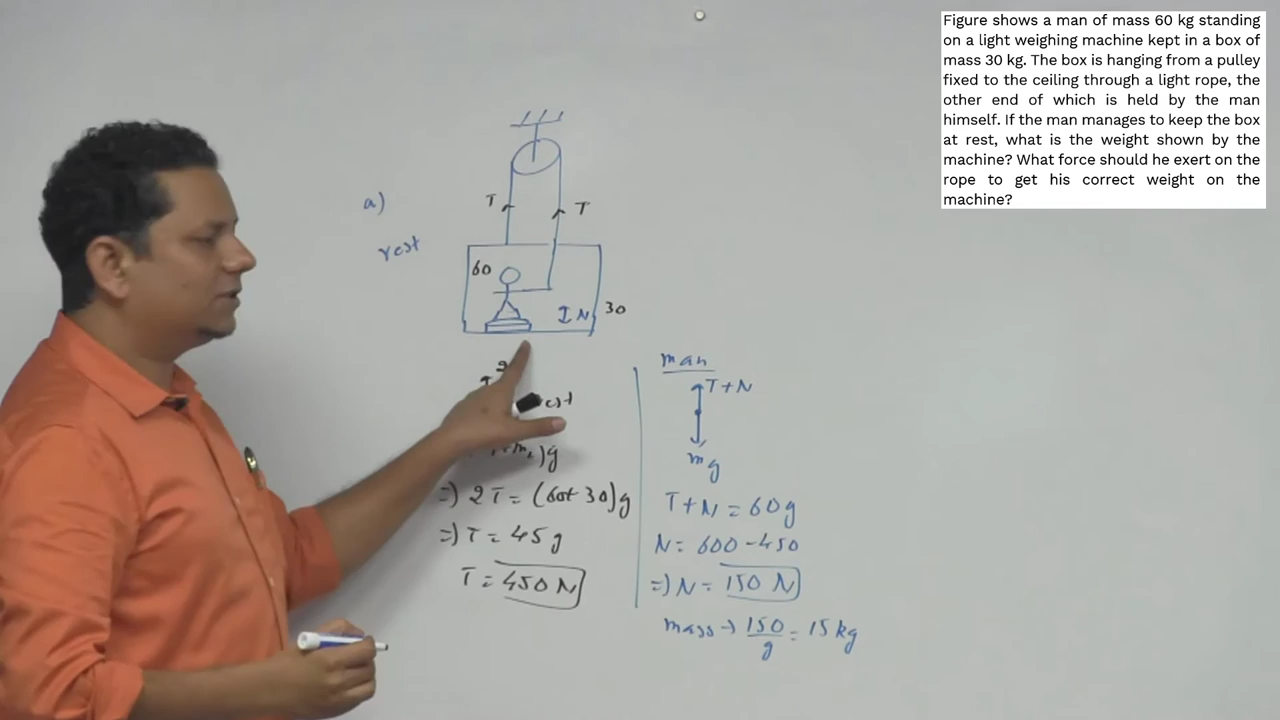 Figure shows a man of mass 60 kg standing
on a light weighing machine kept in a box of
mass 30 kg. The box is hanging from a pulley
fixed to the ceiling through a light rope, the
other end of which is held by the man
himself. If the man manages to keep the box
at rest, what is the weight shown by the
machine? What force should he exert on the
rope to get his correct weight on the
machine?
a)
rest
T
T
60
30
N
)g
=) 2T = (60+30)g
=) T = 45g
T = 450 N
man
T+N
mg
T+N = 60g
N = 600-450
=) N = 150 N
mass → 150/g = 15 kg